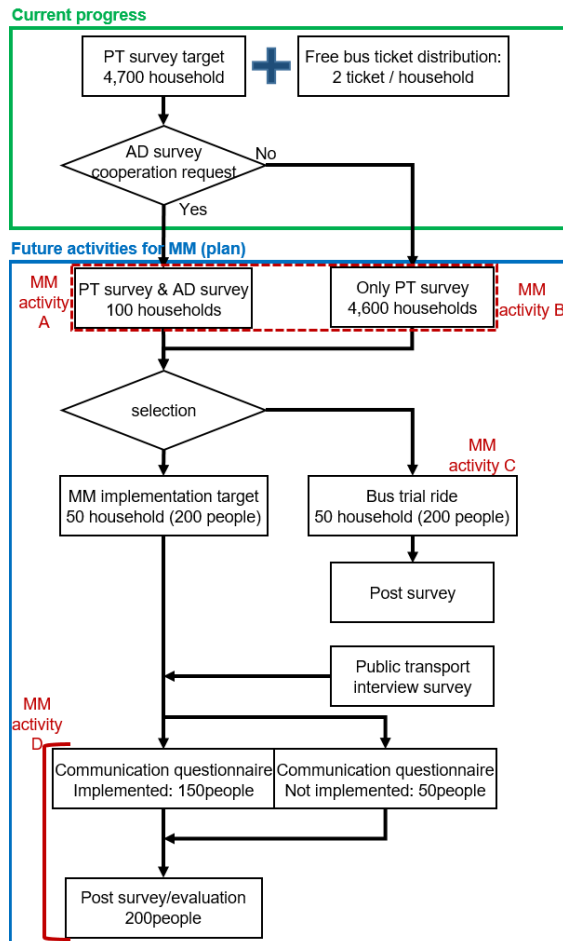 Current progress
PT survey target
4,700 household
Free bus ticket distribution:
2 ticket / household
AD survey
cooperation request
No
Yes
Future activities for MM (plan)
MM
activity
A
PT survey & AD survey
100 households
Only PT survey
4,600 households
MM
activity B
selection
MM
activity C
MM implementation target
50 household (200 people)
Bus trial ride
50 household (200 people)
Post survey
Public transport
interview survey
MM
activity
D
Communication questionnaire
Implemented: 150people
Communication questionnaire
Not implemented: 50people
Post survey/evaluation
200people